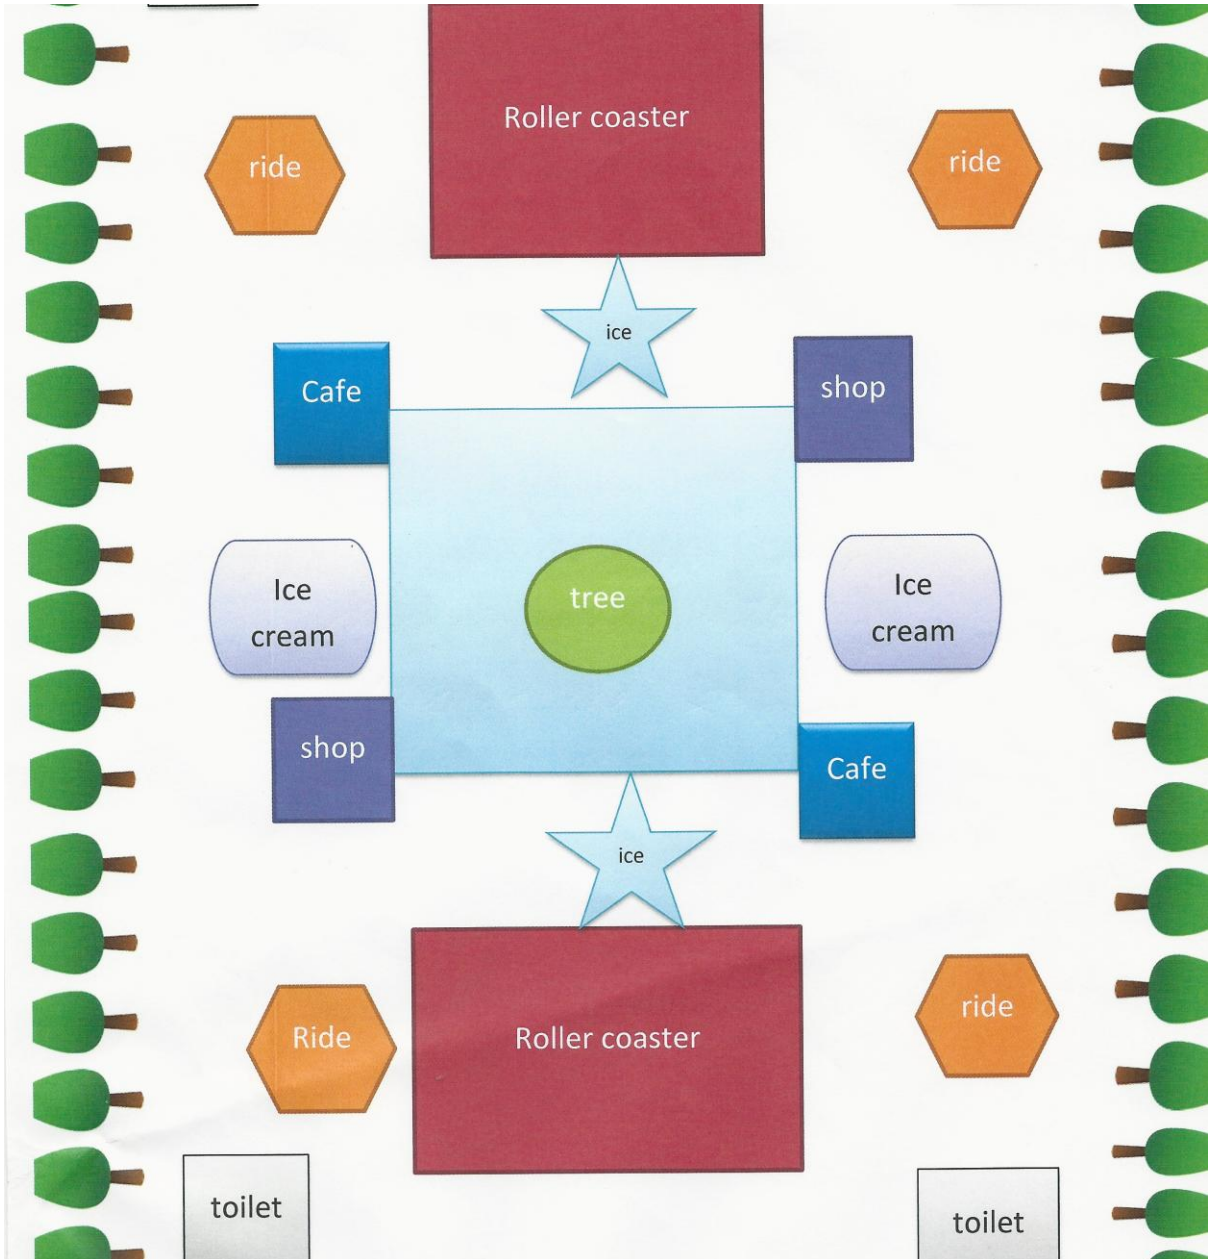 Roller coaster
ride
ride
ice
Cafe
shop
Ice
cream
tree
Ice
cream
shop
Cafe
ice
Ride
Roller coaster
ride
toilet
toilet